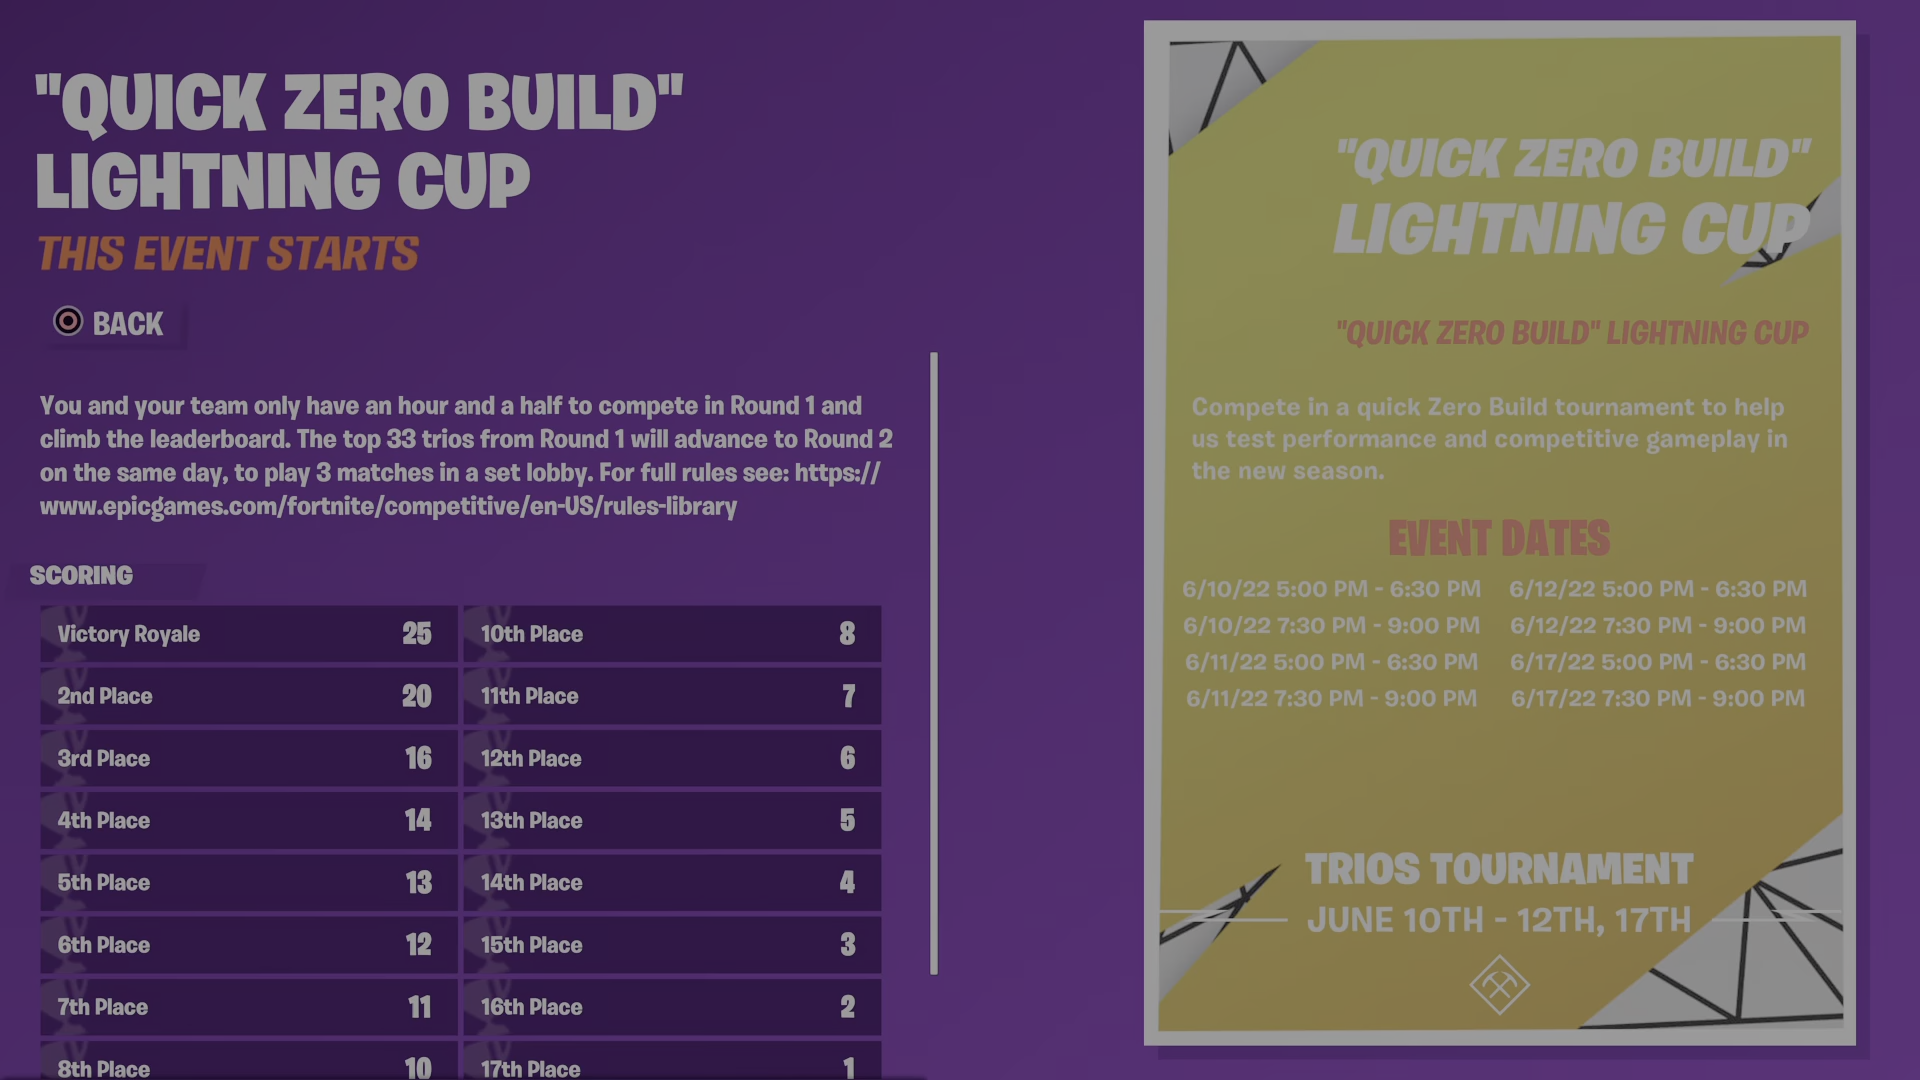 "QUICK ZERO BUILD"
LIGHTNING CUP
THIS EVENT STARTS
BACK
You and your team only have an hour and a half to compete in Round 1 and
climb the leaderboard. The top 33 trios from Round 1 will advance to Round 2
on the same day, to play 3 matches in a set lobby. For full rules see: https://
www.epicgames.com/fortnite/competitive/en-US/rules-library
SCORING
Victory Royale 25
2nd Place 20
3rd Place 16
4th Place 14
5th Place 13
6th Place 12
7th Place 11
8th Place 10
10th Place 8
11th Place 7
12th Place 6
13th Place 5
14th Place 4
15th Place 3
16th Place 2
17th Place 1
"QUICK ZERO BUILD"
LIGHTNING CUP
"QUICK ZERO BUILD" LIGHTNING CUP
Compete in a quick Zero Build tournament to help
us test performance and competitive gameplay in
the new season.
EVENT DATES
6/10/22 5:00 PM - 6:30 PM
6/10/22 7:30 PM - 9:00 PM
6/11/22 5:00 PM - 6:30 PM
6/11/22 7:30 PM - 9:00 PM
6/12/22 5:00 PM - 6:30 PM
6/12/22 7:30 PM - 9:00 PM
6/17/22 5:00 PM - 6:30 PM
6/17/22 7:30 PM - 9:00 PM
TRIOS TOURNAMENT
JUNE 10TH - 12TH, 17TH